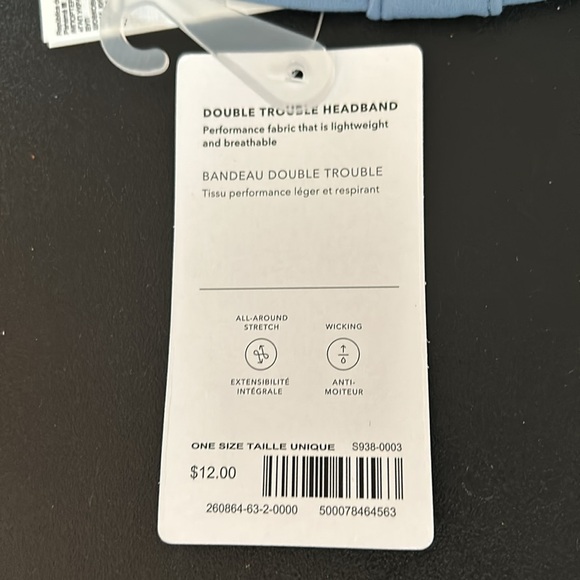 DOUBLE TROUBLE HEADBAND
Performance fabric that is lightweight
and breathable
BANDEAU DOUBLE TROUBLE
Tissu performance léger et respirant
ALL-AROUND
STRETCH
WICKING
EXTENSIBILITÉ
INTÉGRALE
ANTI-
MOITEUR
ONE SIZE TAILLE UNIQUE S938-0003
$12.00
260864-63-2-0000 500078464563